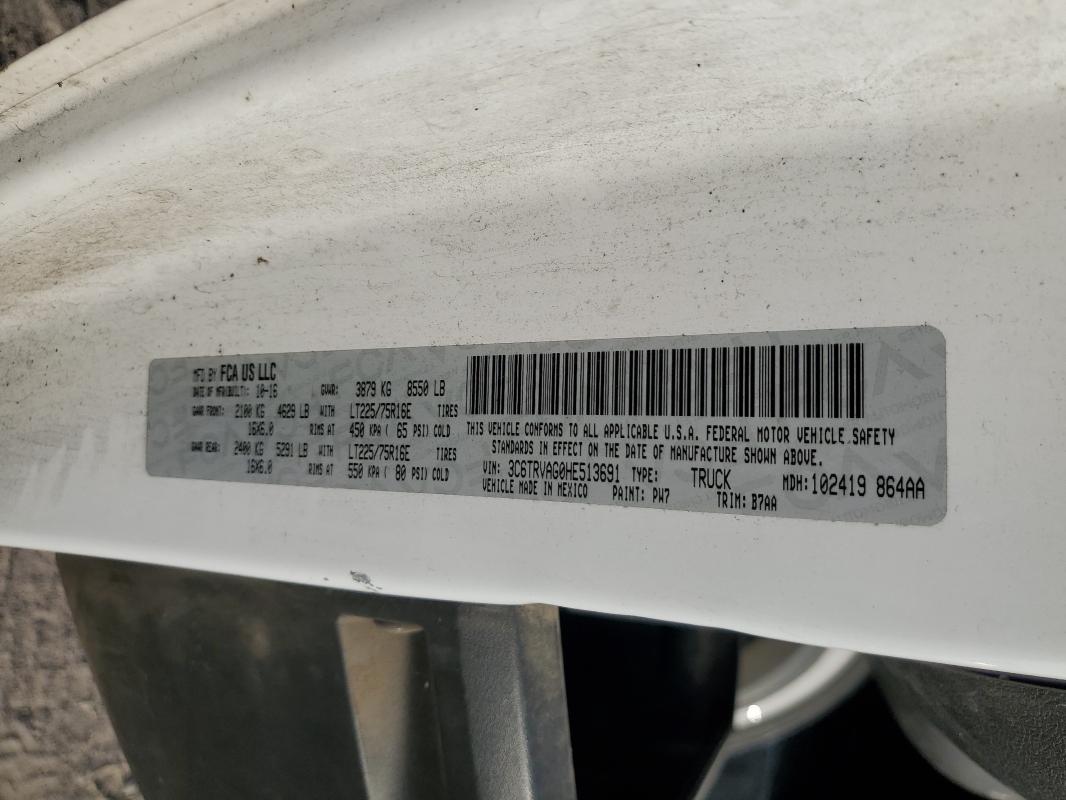 MFD BY FCA US LLC
DATE OF MFR(BUILT): 10-16 GVWR: 3879 KG 8550 LB
GAWR FRONT: 2100 KG 4629 LB WITH LT225/75R16E TIRES
16X6.0 RIMS AT 450 KPA ( 65 PSI) COLD
GAWR REAR: 2400 KG 5291 LB WITH LT225/75R16E TIRES
16X6.0 RIMS AT 550 KPA ( 80 PSI) COLD
THIS VEHICLE CONFORMS TO ALL APPLICABLE U.S.A. FEDERAL MOTOR VEHICLE SAFETY
STANDARDS IN EFFECT ON THE DATE OF MANUFACTURE SHOWN ABOVE.
VIN: 3C6TRVAG0HE513691 TYPE: TRUCK MDH: 102419 864AA
VEHICLE MADE IN MEXICO PAINT: PW7 TRIM: B7AA